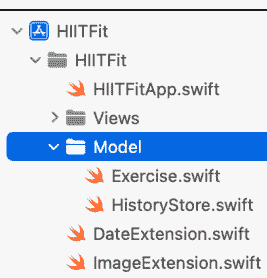 HIITFit
HIITFit
HIITFitApp.swift
Views
Model
Exercise.swift
HistoryStore.swift
DateExtension.swift
ImageExtension.swift